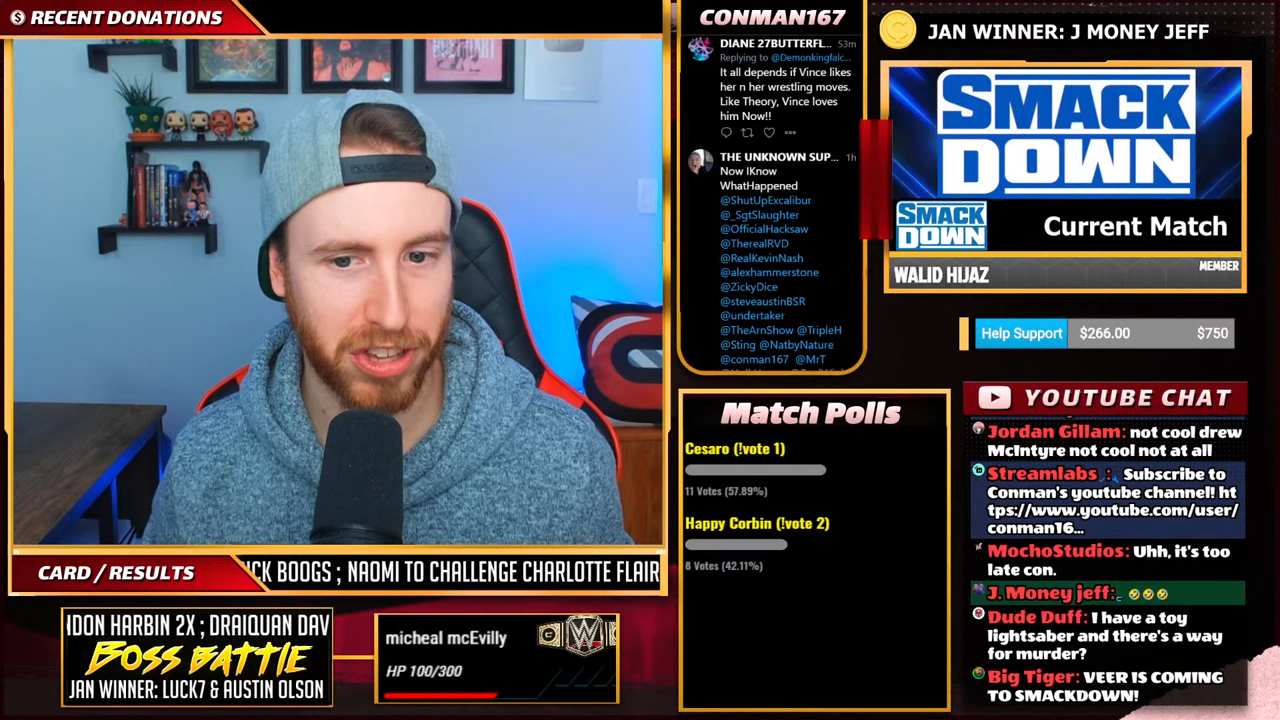 RECENT DONATIONS
CONMAN167
DIANE 27BUTTERFL... 53m
Replying to @Demonkingfalc...
It all depends if Vince likes
her n her wrestling moves.
Like Theory, Vince loves
him Now!!
THE UNKNOWN SUP... 1h
Now IKnow
WhatHappened
@ShutUpExcalibur
@_SgtSlaughter
@OfficialHacksaw
@TherealRVD
@RealKevinNash
@alexhammerstone
@ZickyDice
@steveaustinBSR
@undertaker
@TheArnShow @TripleH
@Sting @NatbyNature
@conman167 @MrT
JAN WINNER: J MONEY JEFF
SMACK
DOWN
SMACK
DOWN
Current Match
WALID HIJAZ
MEMBER
Help Support $266.00 $750
Match Polls
Cesaro (!vote 1)
11 Votes (57.89%)
Happy Corbin (!vote 2)
8 Votes (42.11%)
YOUTUBE CHAT
Jordan Gillam: not cool drew
McIntyre not cool not at all
Streamlabs : Subscribe to
Conman's youtube channel! ht
tps://www.youtube.com/user/
conman16...
MochoStudios: Uhh, it's too
late con.
J. Money jeff: 🤣🤣🤣
Dude Duff: I have a toy
lightsaber and there's a way
for murder?
Big Tiger: VEER IS COMING
TO SMACKDOWN!
CARD / RESULTS
CK BOOGS ; NAOMI TO CHALLENGE CHARLOTTE FLAIR
IDON HARBIN 2X ; DRAIQUAN DAV
BOSS BATTLE
JAN WINNER: LUCK7 & AUSTIN OLSON
micheal mcEvilly
HP 100/300